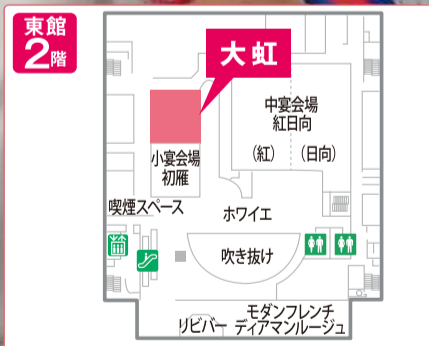 東館
2階
大虹
中宴会場
紅日向
(紅)
(日向)
小宴会場
初雁
喫煙スペース
ホワイエ
吹き抜け
モダンフレンチ
リビバー ディアマンルージュ